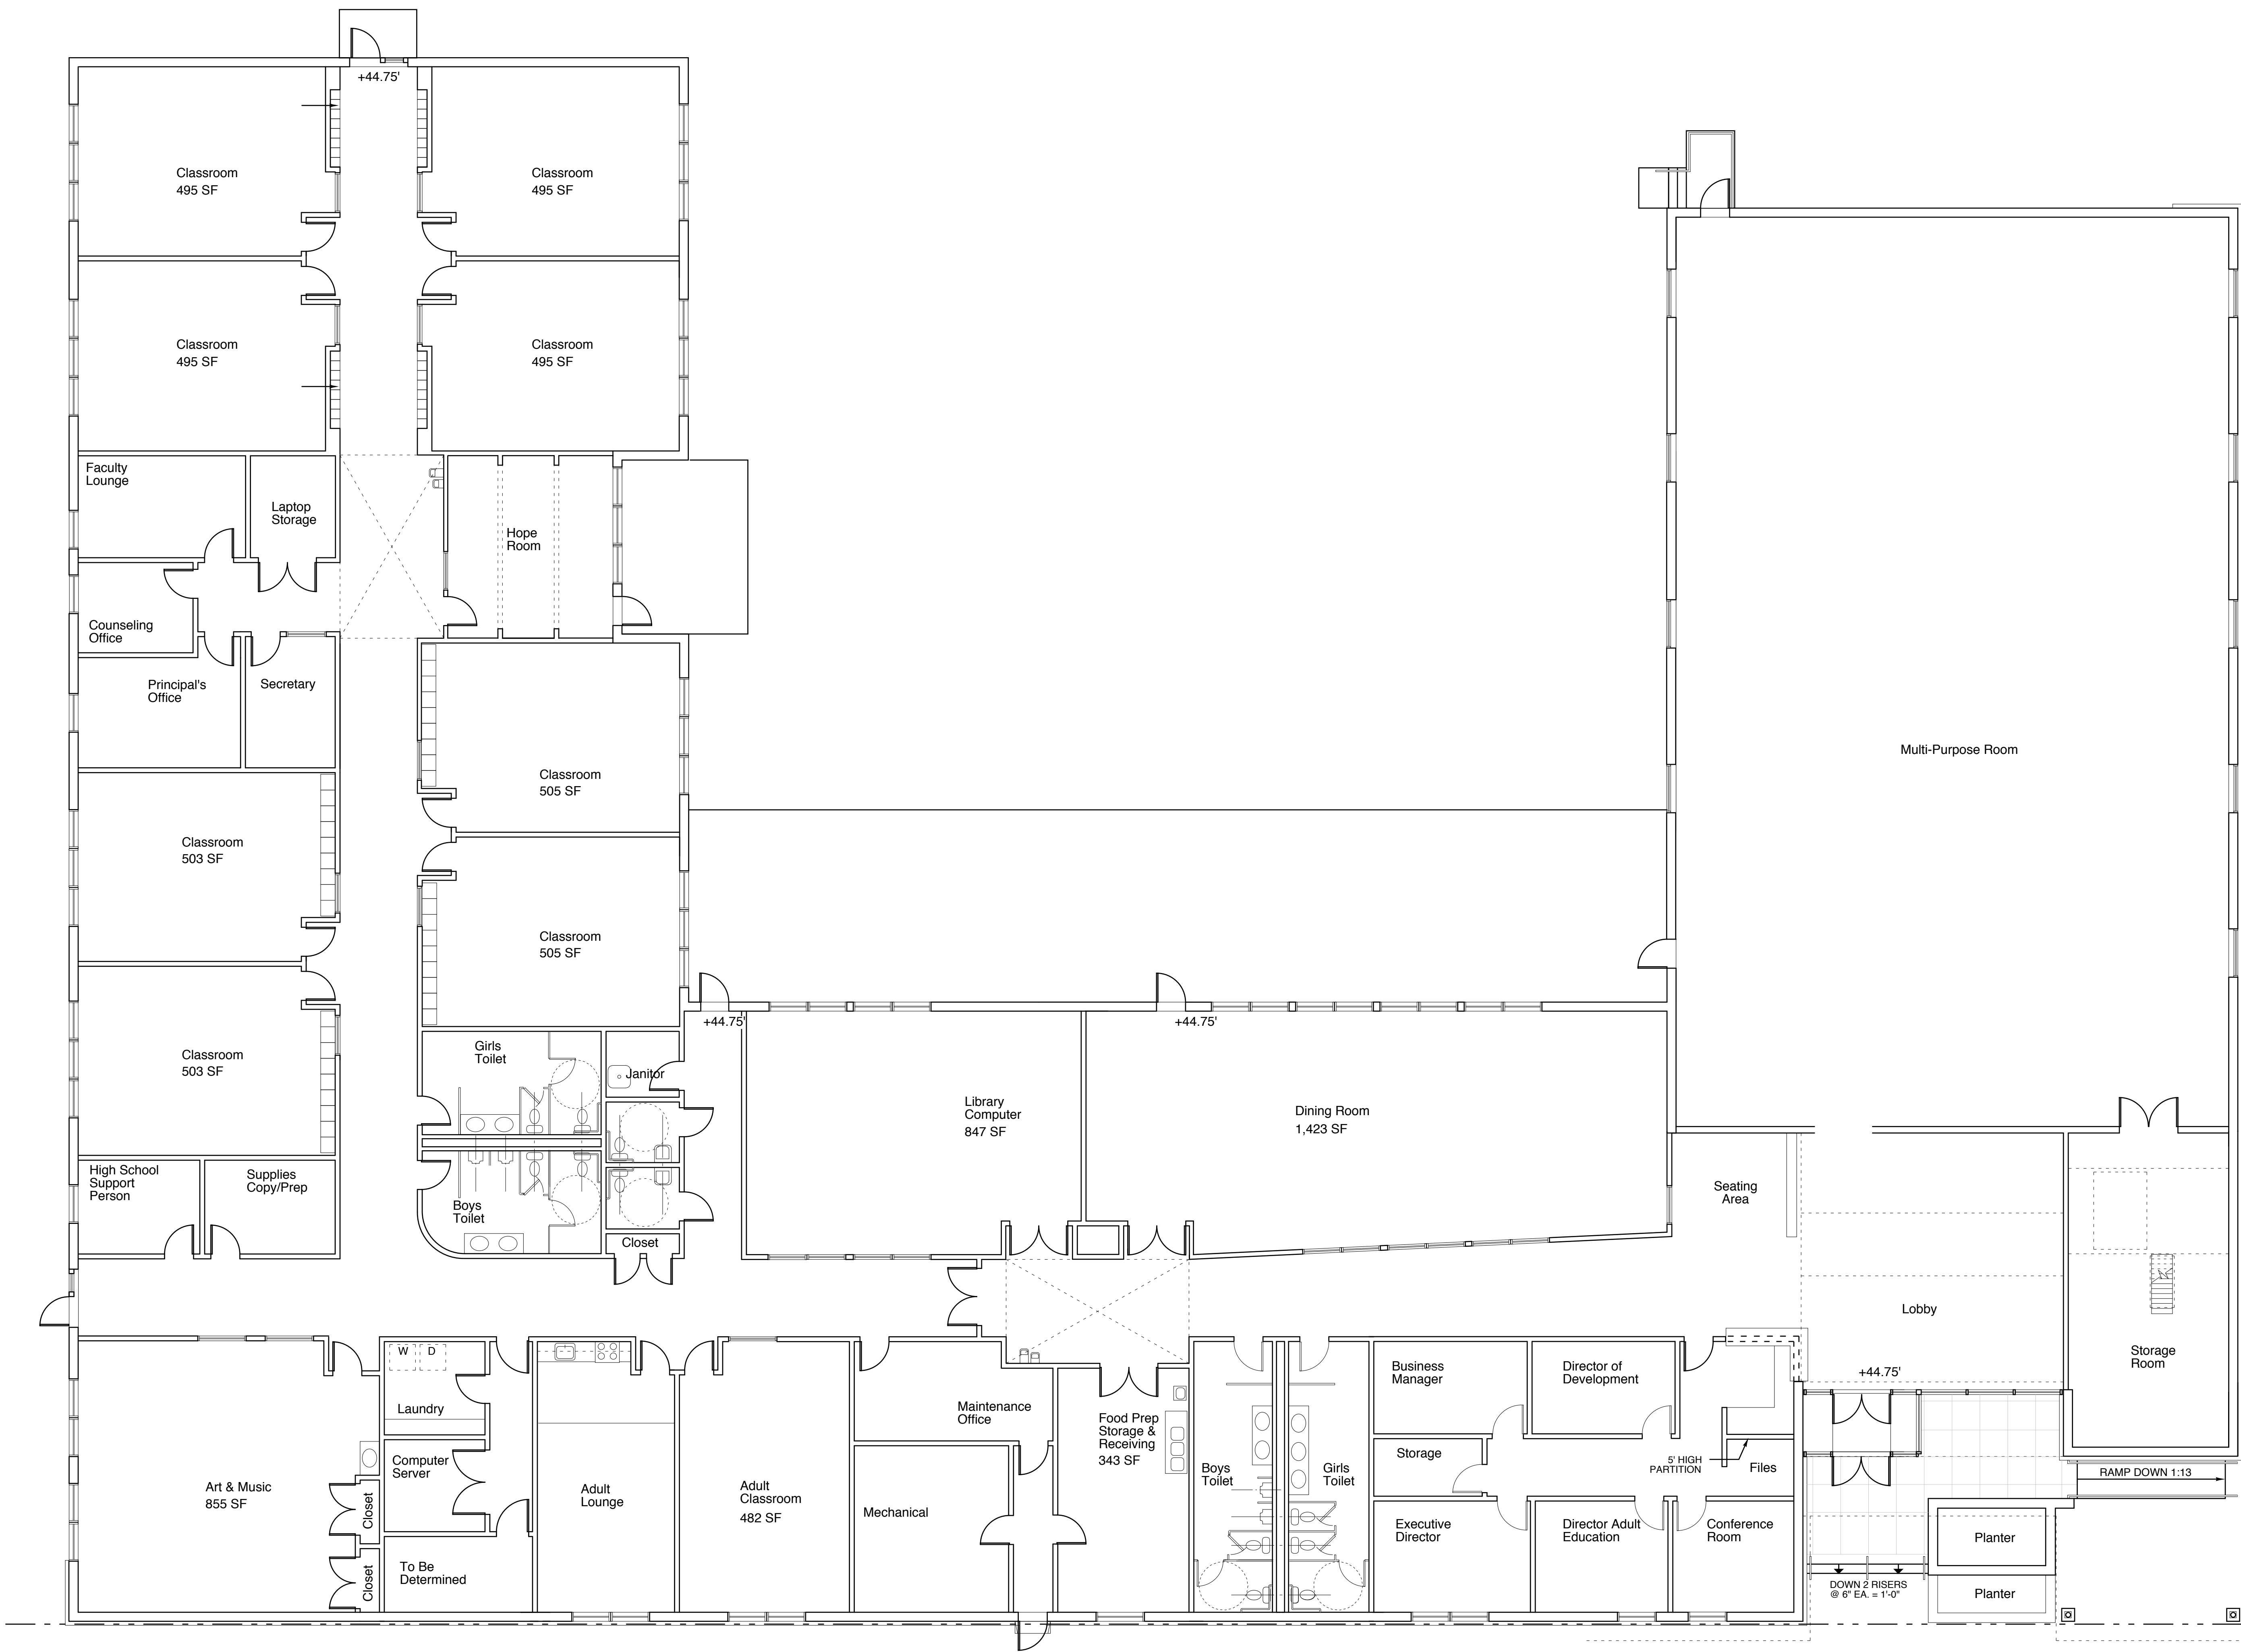 +44.75'
Classroom
495 SF
Classroom
495 SF
Classroom
495 SF
Classroom
495 SF
Faculty
Lounge
Laptop
Storage
Hope
Room
Counseling
Office
Principal's
Office
Secretary
Classroom
505 SF
Multi-Purpose Room
Classroom
503 SF
Classroom
505 SF
+44.75'
+44.75'
Classroom
503 SF
Girls
Toilet
Janitor
Library
Computer
847 SF
Dining Room
1,423 SF
High School
Support
Person
Supplies
Copy/Prep
Boys
Toilet
Closet
Seating
Area
Lobby
Storage
Room
+44.75'
W
D
Laundry
Computer
Server
Art & Music
855 SF
Closet
Closet
To Be
Determined
Adult
Lounge
Adult
Classroom
482 SF
Maintenance
Office
Mechanical
Food Prep
Storage &
Receiving
343 SF
Boys
Toilet
Girls
Toilet
Business
Manager
Director of
Development
Storage
5' HIGH
PARTITION
Files
Executive
Director
Director Adult
Education
Conference
Room
RAMP DOWN 1:13
Planter
Planter
DOWN 2 RISERS
@ 6" EA. = 1'-0"